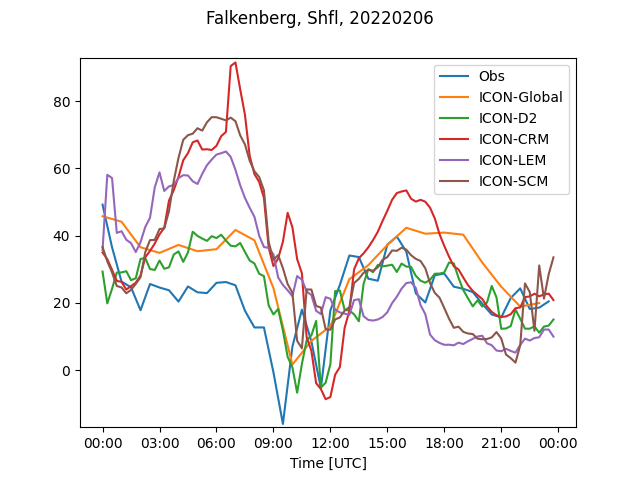 Falkenberg, Shfl, 20220206
Obs
ICON-Global
ICON-D2
ICON-CRM
ICON-LEM
ICON-SCM
80
60
40
20
0
00:00 03:00 06:00 09:00 12:00 15:00 18:00 21:00 00:00
Time [UTC]